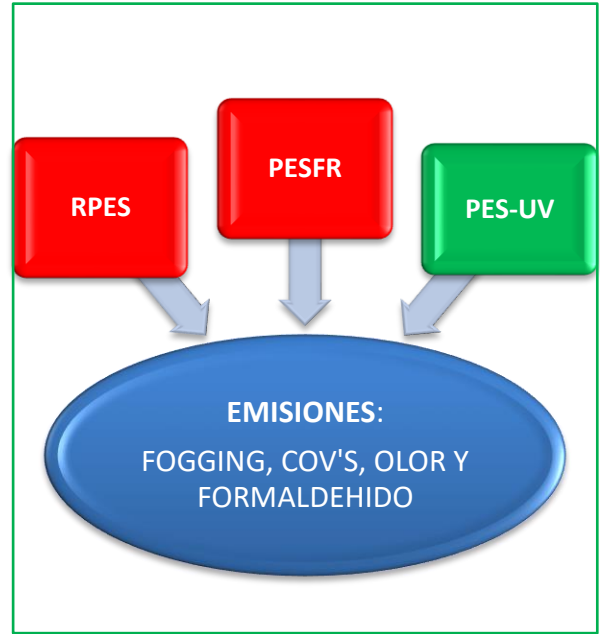 RPES
PESFR
PES-UV
EMISIONES:
FOGGING, COV'S, OLOR Y
FORMALDEHIDO